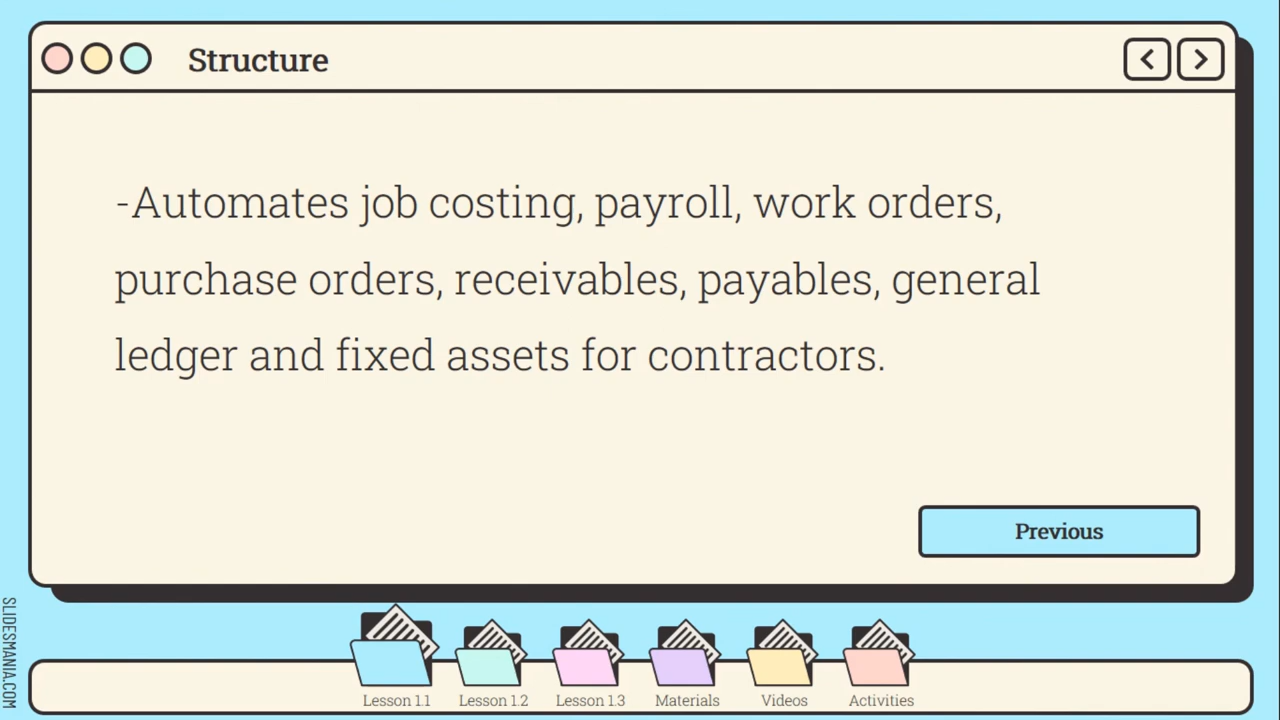 Structure
-Automates job costing, payroll, work orders,
purchase orders, receivables, payables, general
ledger and fixed assets for contractors.
Previous
SLIDESMANIA.COM
Lesson 1.1
Lesson 1.2
Lesson 1.3
Materials
Videos
Activities